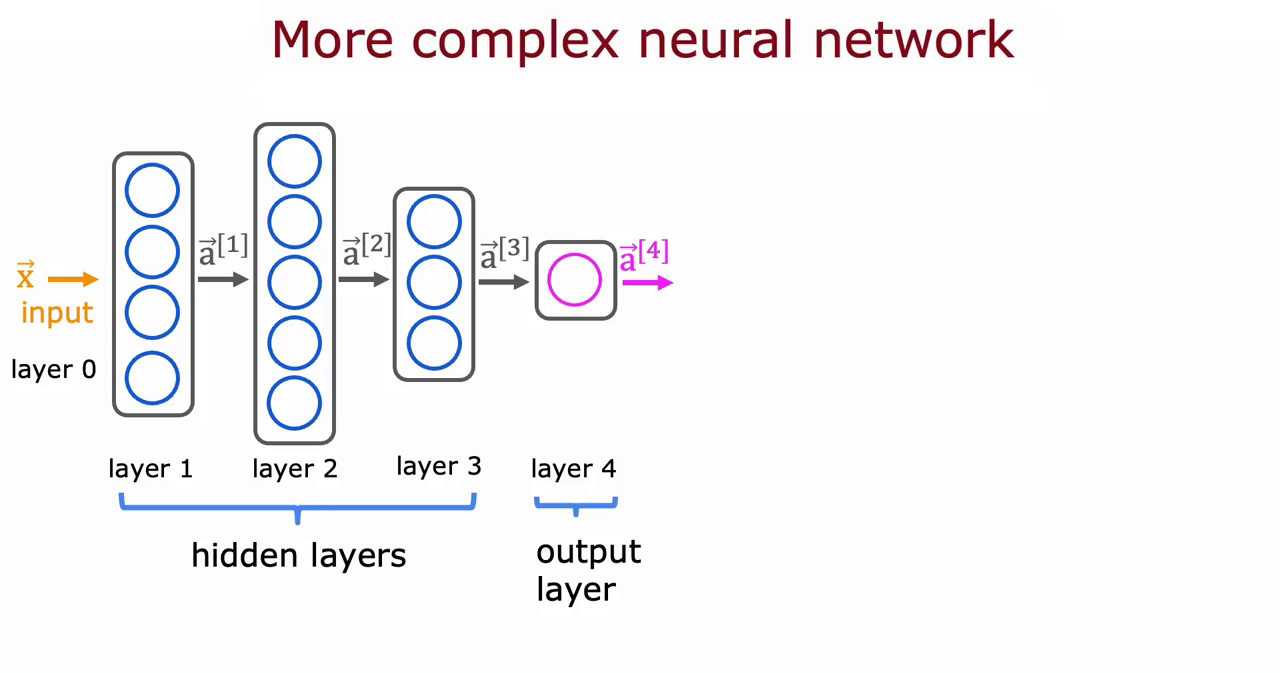 More complex neural network
x⃗
input
layer 0
a⃗[1]
a⃗[2]
a⃗[3]
a⃗[4]
layer 1
layer 2
layer 3
layer 4
hidden layers
output
layer